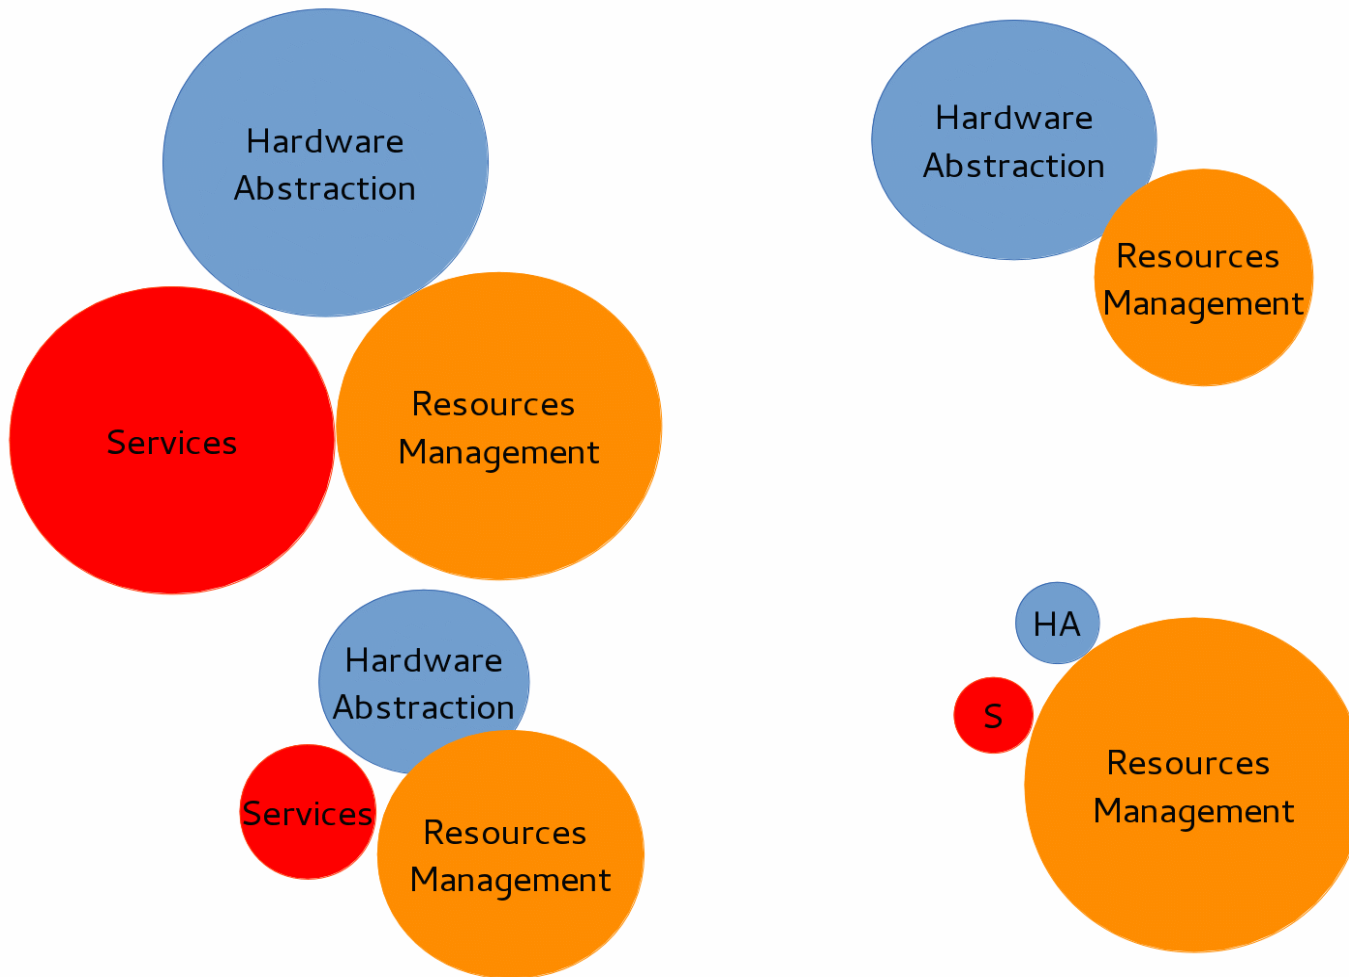 Hardware
Abstraction
Services
Resources
Management
Hardware
Abstraction
Resources
Management
Hardware
Abstraction
Services
Resources
Management
HA
S
Resources
Management